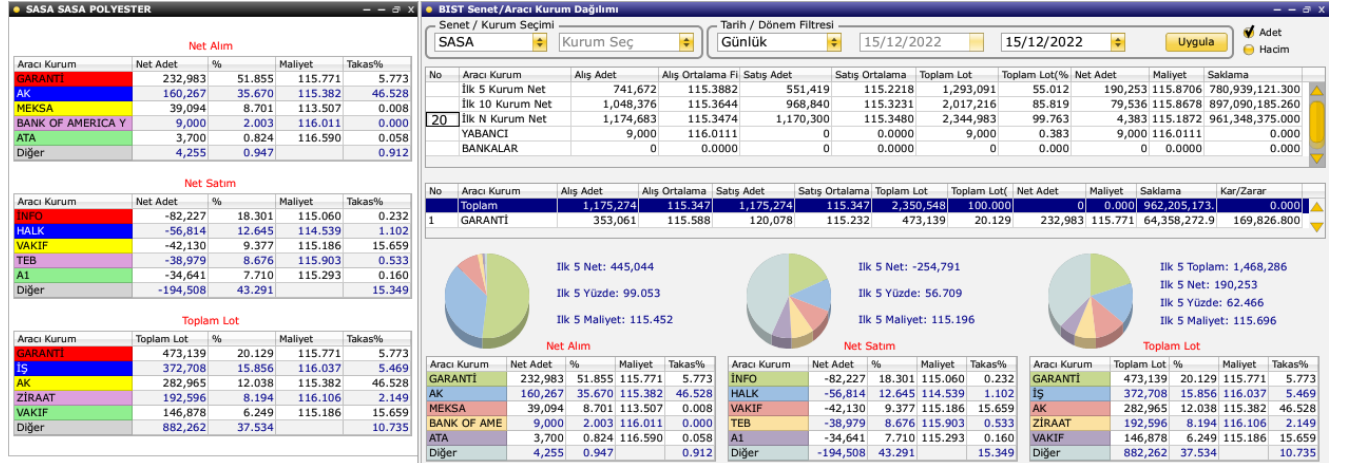 SASA SASA POLYESTER
Net Alım
Aracı Kurum Net Adet % Maliyet Takas%
GARANTİ 232,983 51.855 115.771 5.773
AK 160,267 35.670 115.382 46.528
MEKSA 39,094 8.701 113.507 0.008
BANK OF AMERICA Y 9,000 2.003 116.011 0.000
ATA 3,700 0.824 116.590 0.058
Diğer 4,255 0.947 0.912
Net Satım
Aracı Kurum Net Adet % Maliyet Takas%
İNFO -82,227 18.301 115.060 0.232
HALK -56,814 12.645 114.539 1.102
VAKIF -42,130 9.377 115.186 15.659
TEB -38,979 8.676 115.903 0.533
A1 -34,641 7.710 115.293 0.160
Diğer -194,508 43.291 15.349
Toplam Lot
Aracı Kurum Toplam Lot % Maliyet Takas%
GARANTİ 473,139 20.129 115.771 5.773
İŞ 372,708 15.856 116.037 5.469
AK 282,965 12.038 115.382 46.528
ZİRAAT 192,596 8.194 116.106 2.149
VAKIF 146,878 6.249 115.186 15.659
Diğer 882,262 37.534 10.735
BIST Senet/Aracı Kurum Dağılımı
Senet / Kurum Seçimi Tarih / Dönem Filtresi
SASA Kurum Seç Günlük 15/12/2022 15/12/2022 Uygula
Adet
Hacim
No Aracı Kurum Alış Adet Alış Ortalama Fi Satış Adet Satış Ortalama Toplam Lot Toplam Lot(% Net Adet Maliyet Saklama
İlk 5 Kurum Net 741,672 115.3882 551,419 115.2218 1,293,091 55.012 190,253 115.8706 780,939,121.300
İlk 10 Kurum Net 1,048,376 115.3644 968,840 115.3231 2,017,216 85.819 79,536 115.8678 897,090,185.260
20 İlk N Kurum Net 1,174,683 115.3474 1,170,300 115.3480 2,344,983 99.763 4,383 115.1872 961,348,375.000
YABANCI 9,000 116.0111 0 0.0000 9,000 0.383 9,000 116.0111 0.000
BANKALAR 0 0.0000 0 0.0000 0 0.000 0 0.0000 0.000
No Aracı Kurum Alış Adet Alış Ortalama Satış Adet Satış Ortalama Toplam Lot Toplam Lot( Net Adet Maliyet Saklama Kar/Zarar
Toplam 1,175,274 115.347 1,175,274 115.347 2,350,548 100.000 0 0.000 962,205,173. 0.000
1 GARANTİ 353,061 115.588 120,078 115.232 473,139 20.129 232,983 115.771 64,358,272.9 169,826.800
Ilk 5 Net: 445,044
Ilk 5 Yüzde: 99.053
Ilk 5 Maliyet: 115.452
Net Alım
Aracı Kurum Net Adet % Maliyet Takas%
GARANTİ 232,983 51.855 115.771 5.773
AK 160,267 35.670 115.382 46.528
MEKSA 39,094 8.701 113.507 0.008
BANK OF AME 9,000 2.003 116.011 0.000
ATA 3,700 0.824 116.590 0.058
Diğer 4,255 0.947 0.912
Ilk 5 Net: -254,791
Ilk 5 Yüzde: 56.709
Ilk 5 Maliyet: 115.196
Net Satım
Aracı Kurum Net Adet % Maliyet Takas%
İNFO -82,227 18.301 115.060 0.232
HALK -56,814 12.645 114.539 1.102
VAKIF -42,130 9.377 115.186 15.659
TEB -38,979 8.676 115.903 0.533
A1 -34,641 7.710 115.293 0.160
Diğer -194,508 43.291 15.349
Ilk 5 Toplam: 1,468,286
Ilk 5 Net: 190,253
Ilk 5 Yüzde: 62.466
Ilk 5 Maliyet: 115.696
Toplam Lot
Aracı Kurum Toplam Lot % Maliyet Takas%
GARANTİ 473,139 20.129 115.771 5.773
İŞ 372,708 15.856 116.037 5.469
AK 282,965 12.038 115.382 46.528
ZİRAAT 192,596 8.194 116.106 2.149
VAKIF 146,878 6.249 115.186 15.659
Diğer 882,262 37.534 10.735